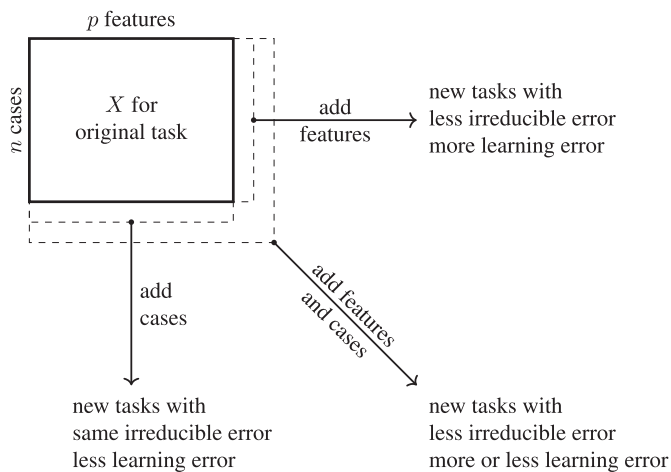 p features
n cases
X for
original task
add
features
new tasks with
less irreducible error
more learning error
add
cases
add features
and cases
new tasks with
same irreducible error
less learning error
new tasks with
less irreducible error
more or less learning error